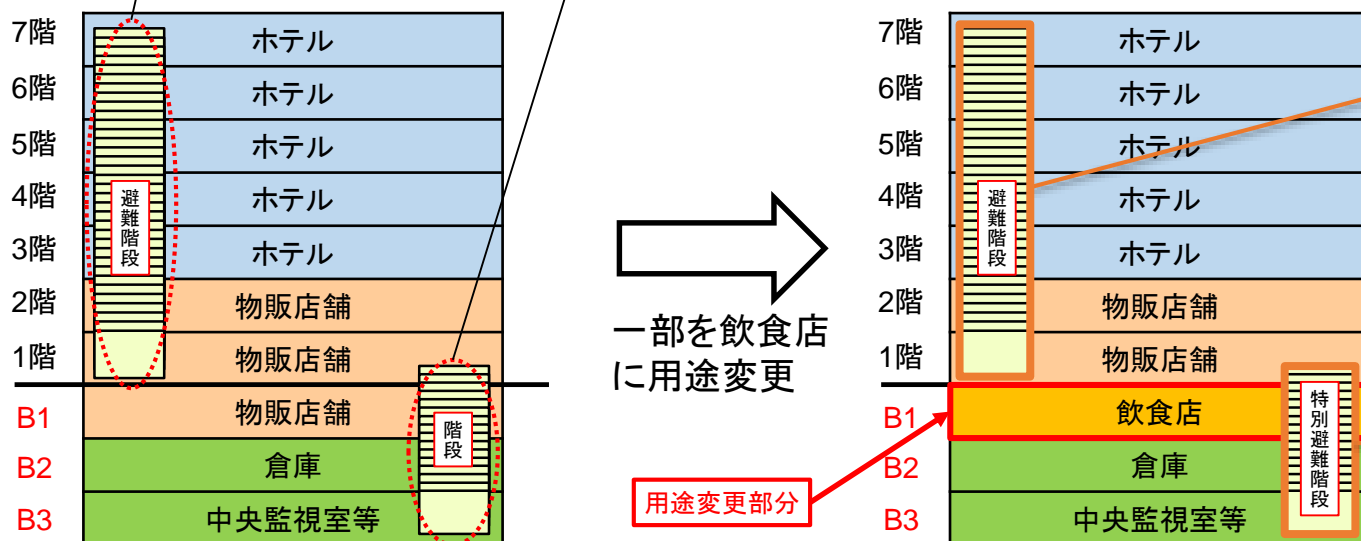 7階 ホテル
6階 ホテル
5階 ホテル
4階 ホテル
3階 ホテル
2階 物販店舗
1階 物販店舗
B1 物販店舗
B2 倉庫
B3 中央監視室等
避難階段
階段
一部を飲食店
に用途変更
用途変更部分
7階 ホテル
6階 ホテル
5階 ホテル
4階 ホテル
3階 ホテル
2階 物販店舗
1階 物販店舗
B1 飲食店
B2 倉庫
B3 中央監視室等
避難階段
特別避難階段